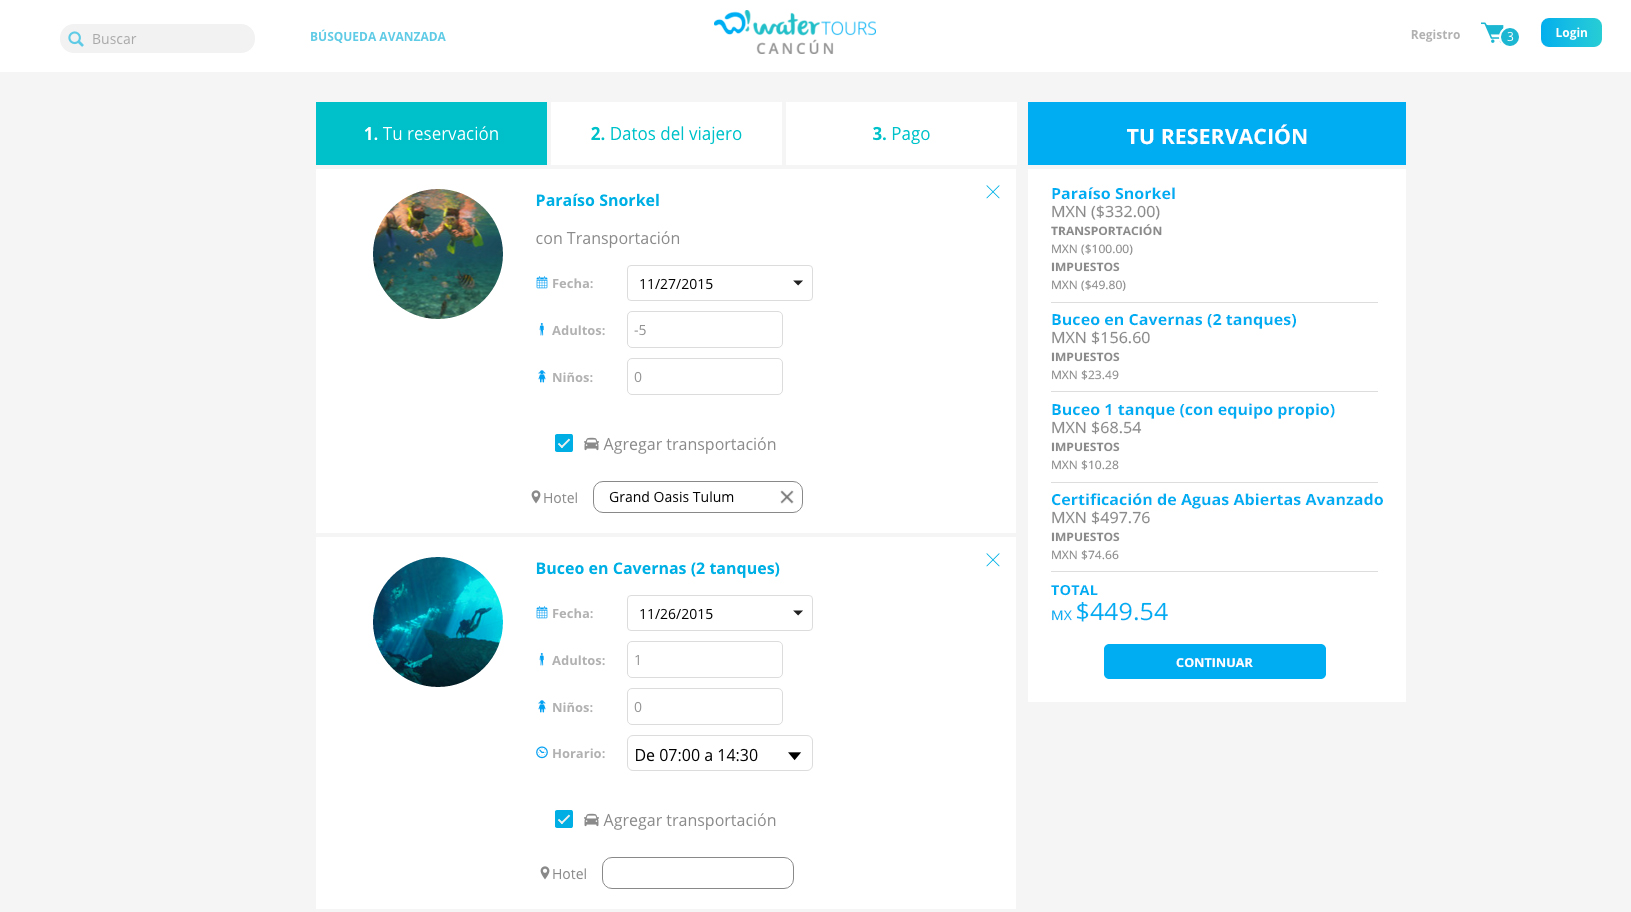 Buscar
BÚSQUEDA AVANZADA
water TOURS
CANCÚN
Registro
3
Login
1. Tu reservación
2. Datos del viajero
3. Pago
Paraíso Snorkel
con Transportación
Fecha: 11/27/2015
Adultos: -5
Niños: 0
Agregar transportación
Hotel Grand Oasis Tulum
Buceo en Cavernas (2 tanques)
Fecha: 11/26/2015
Adultos: 1
Niños: 0
Horario: De 07:00 a 14:30
Agregar transportación
Hotel
TU RESERVACIÓN
Paraíso Snorkel
MXN ($332.00)
TRANSPORTACIÓN
MXN ($100.00)
IMPUESTOS
MXN ($49.80)
Buceo en Cavernas (2 tanques)
MXN $156.60
IMPUESTOS
MXN $23.49
Buceo 1 tanque (con equipo propio)
MXN $68.54
IMPUESTOS
MXN $10.28
Certificación de Aguas Abiertas Avanzado
MXN $497.76
IMPUESTOS
MXN $74.66
TOTAL
MX $449.54
CONTINUAR